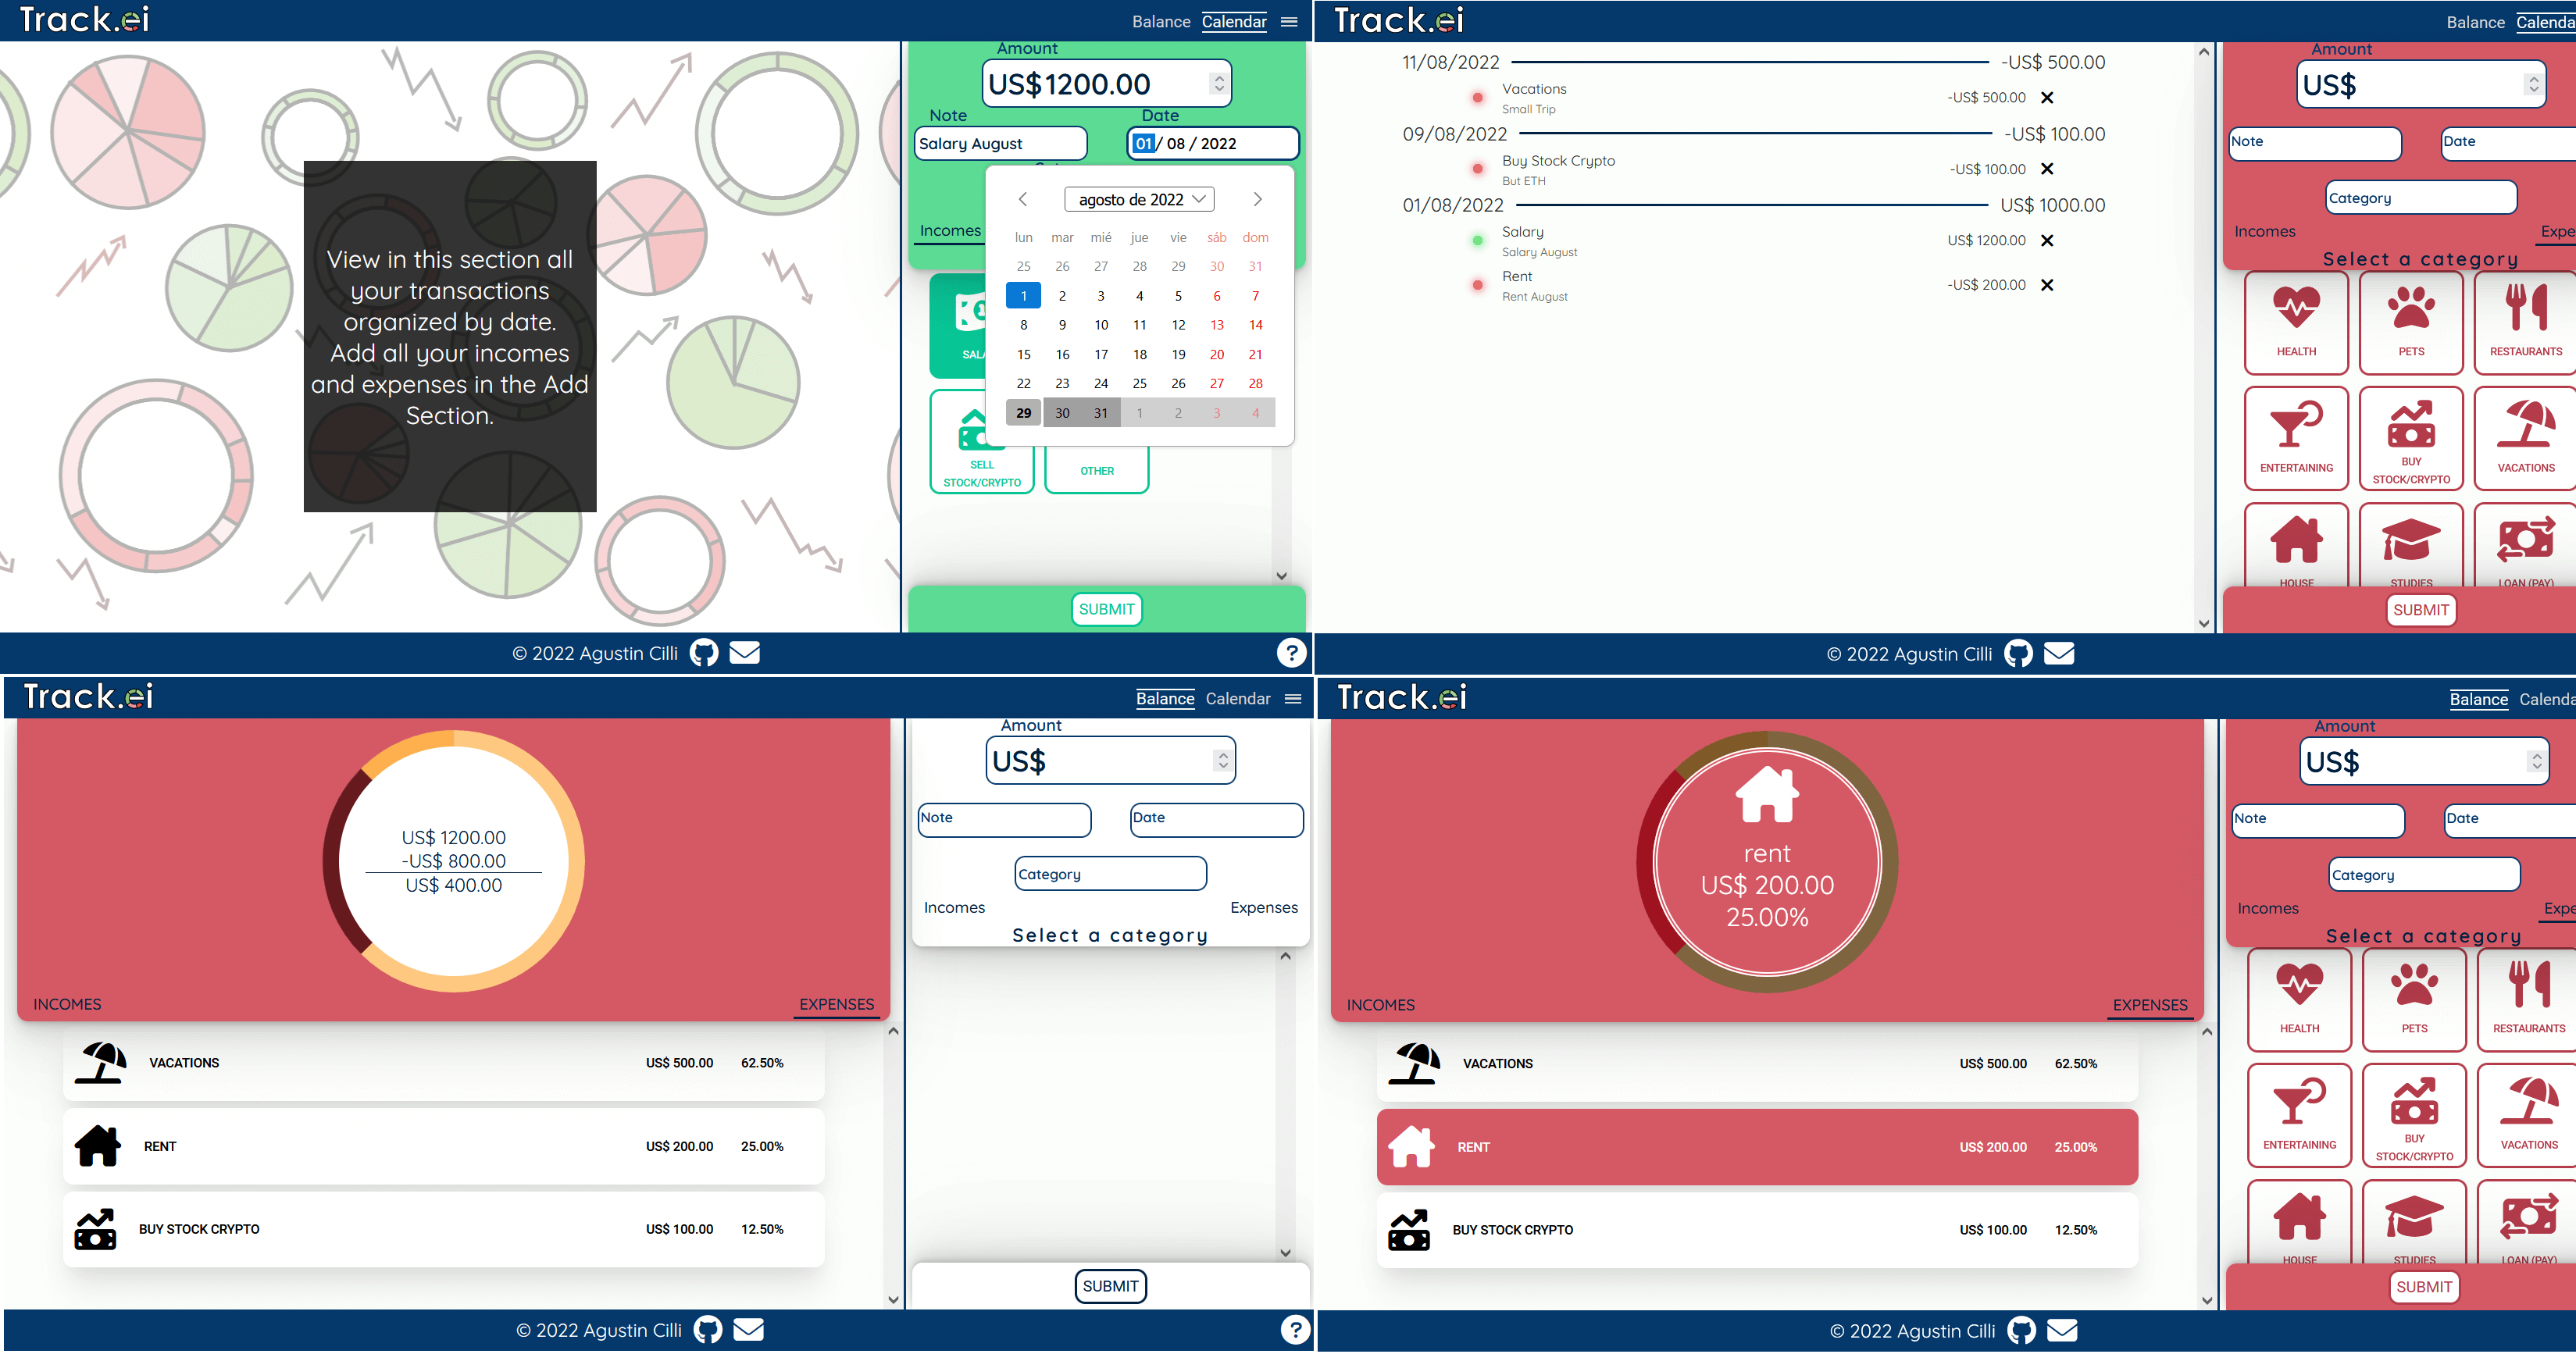 Track.ei
Balance Calendar
View in this section all
your transactions
organized by date.
Add all your incomes
and expenses in the Add
Section.
Amount
US$1200.00
Note
Date
Salary August
01/ 08 / 2022
agosto de 2022
lun mar mié jue vie sáb dom
25 26 27 28 29 30 31
1 2 3 4 5 6 7
8 9 10 11 12 13 14
15 16 17 18 19 20 21
22 23 24 25 26 27 28
29 30 31 1 2 3 4
Incomes
SELL
STOCK/CRYPTO
OTHER
SUBMIT
© 2022 Agustin Cilli
?
Track.ei
Balance
11/08/2022 -US$ 500.00
Vacations
Small Trip
-US$ 500.00
09/08/2022 -US$ 100.00
Buy Stock Crypto
But ETH
-US$ 100.00
01/08/2022 US$ 1000.00
Salary
Salary August
US$ 1200.00
Rent
Rent August
-US$ 200.00
Amount
US$
Note
Date
Category
Incomes
Select a category
HEALTH
PETS
RESTAURANTS
ENTERTAINING
BUY
STOCK/CRYPTO
VACATIONS
HOUSE
STUDIES
LOAN (PAY)
SUBMIT
© 2022 Agustin Cilli
Track.ei
Balance Calendar
US$ 1200.00
-US$ 800.00
US$ 400.00
INCOMES
EXPENSES
VACATIONS US$ 500.00 62.50%
RENT US$ 200.00 25.00%
BUY STOCK CRYPTO US$ 100.00 12.50%
Amount
US$
Note
Date
Category
Incomes
Expenses
Select a category
SUBMIT
© 2022 Agustin Cilli
?
Track.ei
Balance
rent
US$ 200.00
25.00%
INCOMES
EXPENSES
VACATIONS US$ 500.00 62.50%
RENT US$ 200.00 25.00%
BUY STOCK CRYPTO US$ 100.00 12.50%
Amount
US$
Note
Date
Category
Incomes
Select a category
HEALTH
PETS
RESTAURANTS
ENTERTAINING
BUY
STOCK/CRYPTO
VACATIONS
HOUSE
STUDIES
LOAN (PAY)
SUBMIT
© 2022 Agustin Cilli